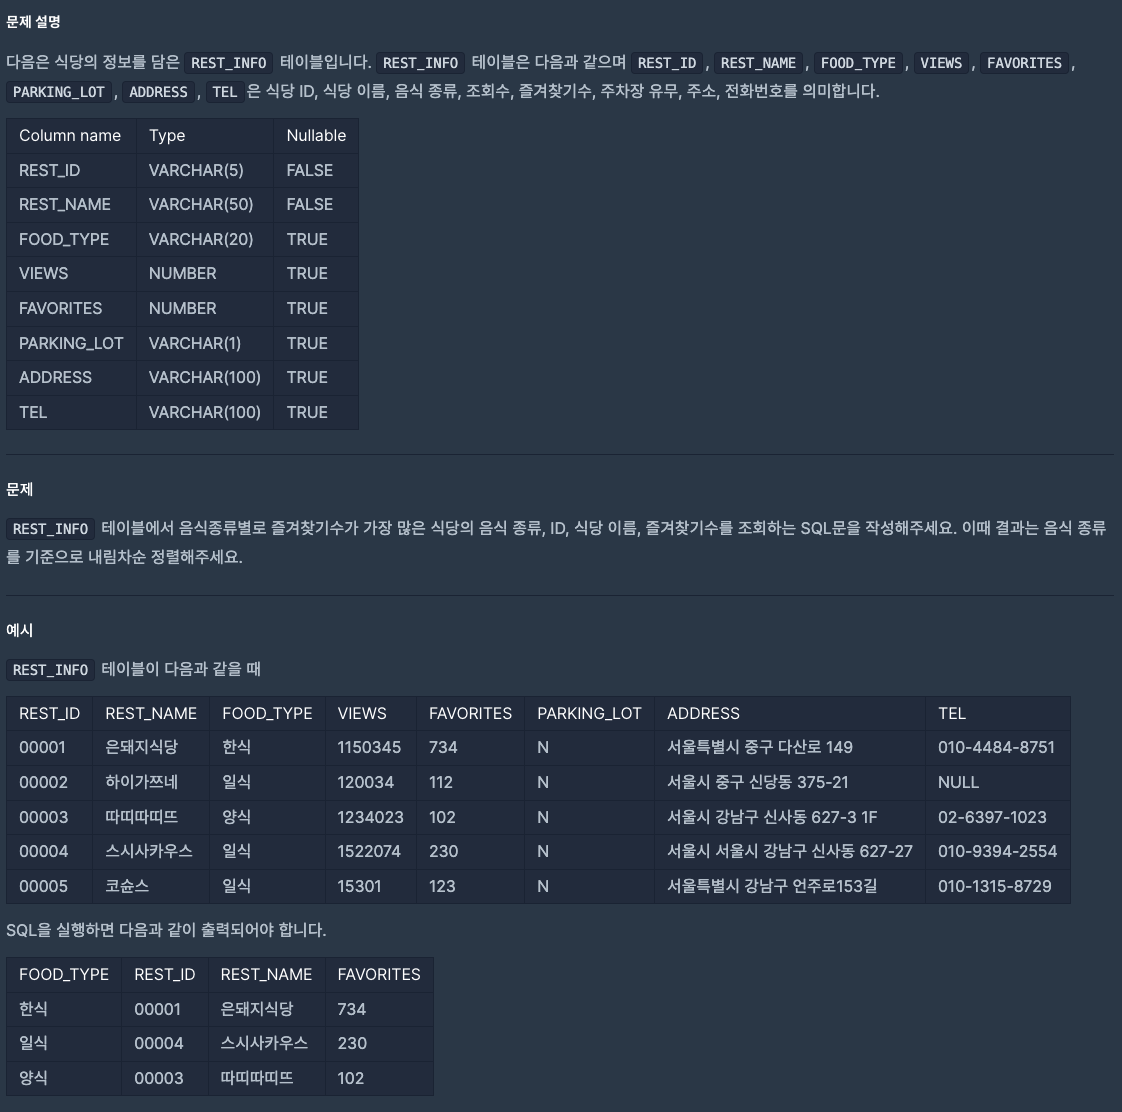 문제 설명
다음은 식당의 정보를 담은 REST_INFO 테이블입니다. REST_INFO 테이블은 다음과 같으며 REST_ID, REST_NAME, FOOD_TYPE, VIEWS, FAVORITES,
PARKING_LOT, ADDRESS, TEL은 식당 ID, 식당 이름, 음식 종류, 조회수, 즐겨찾기수, 주차장 유무, 주소, 전화번호를 의미합니다.
Column name Type Nullable
REST_ID VARCHAR(5) FALSE
REST_NAME VARCHAR(50) FALSE
FOOD_TYPE VARCHAR(20) TRUE
VIEWS NUMBER TRUE
FAVORITES NUMBER TRUE
PARKING_LOT VARCHAR(1) TRUE
ADDRESS VARCHAR(100) TRUE
TEL VARCHAR(100) TRUE
문제
REST_INFO 테이블에서 음식종류별로 즐겨찾기수가 가장 많은 식당의 음식 종류, ID, 식당 이름, 즐겨찾기수를 조회하는 SQL문을 작성해주세요. 이때 결과는 음식 종류
를 기준으로 내림차순 정렬해주세요.
예시
REST_INFO 테이블이 다음과 같을 때
REST_ID REST_NAME FOOD_TYPE VIEWS FAVORITES PARKING_LOT ADDRESS TEL
00001 은돼지식당 한식 1150345 734 N 서울특별시 중구 다산로 149 010-4484-8751
00002 하이가쯔네 일식 120034 112 N 서울시 중구 신당동 375-21 NULL
00003 따띠따띠뜨 양식 1234023 102 N 서울시 강남구 신사동 627-3 1F 02-6397-1023
00004 스시사카우스 일식 1522074 230 N 서울시 서울시 강남구 신사동 627-27 010-9394-2554
00005 코슌스 일식 15301 123 N 서울특별시 강남구 언주로153길 010-1315-8729
SQL을 실행하면 다음과 같이 출력되어야 합니다.
FOOD_TYPE REST_ID REST_NAME FAVORITES
한식 00001 은돼지식당 734
일식 00004 스시사카우스 230
양식 00003 따띠따띠뜨 102